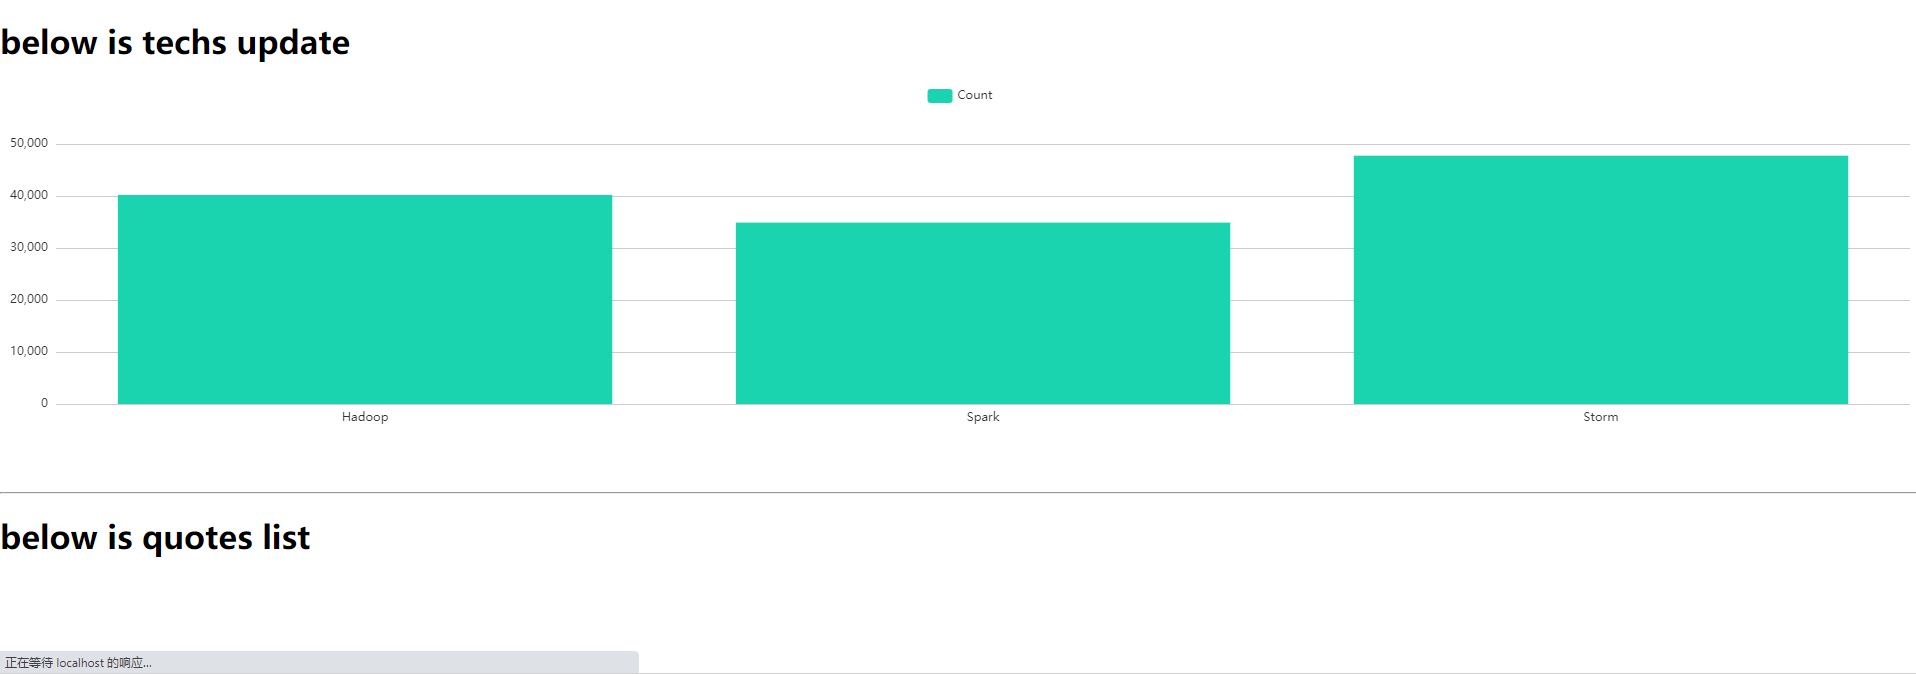 below is techs update
Count
50,000
40,000
30,000
20,000
10,000
0
Hadoop Spark Storm
below is quotes list
正在等待 localhost 的响应...